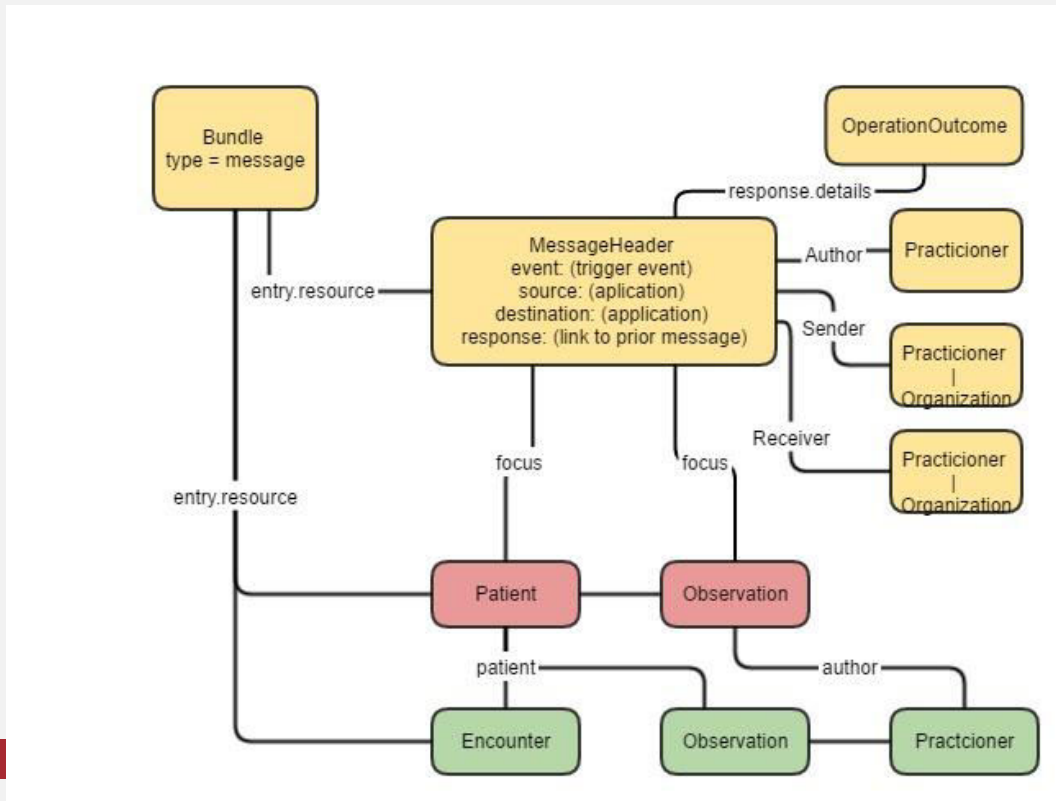 Bundle
type = message
OperationOutcome
response.details
MessageHeader
event: (trigger event)
source: (aplication)
destination: (application)
response: (link to prior message)
Author
Practicioner
entry.resource
Sender
Practicioner
|
Organization
Receiver
Practicioner
|
Organization
focus
focus
entry.resource
Patient
Observation
patient
author
Encounter
Observation
Practcioner